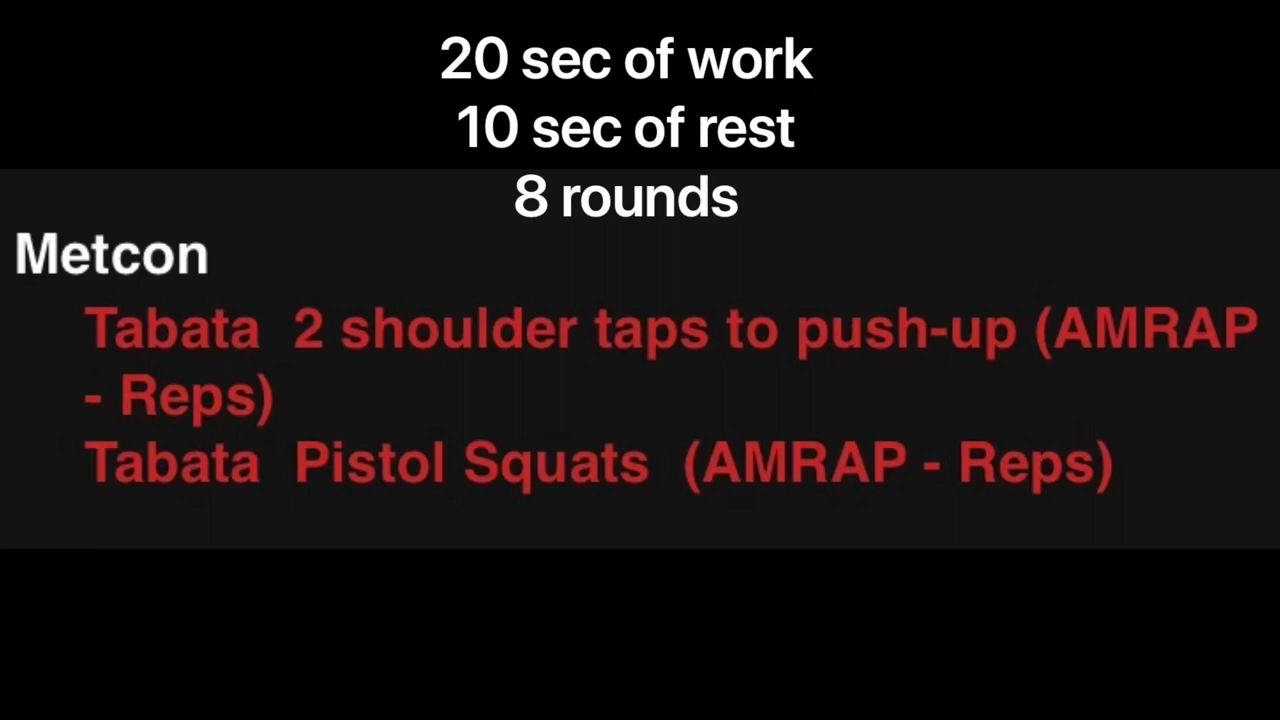 20 sec of work
10 sec of rest
8 rounds
Metcon
Tabata 2 shoulder taps to push-up (AMRAP
- Reps)
Tabata Pistol Squats (AMRAP - Reps)